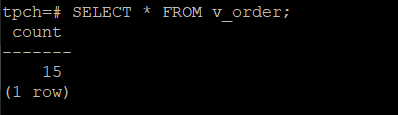 tpch=# SELECT * FROM v_order;
 count
-------
    15
(1 row)